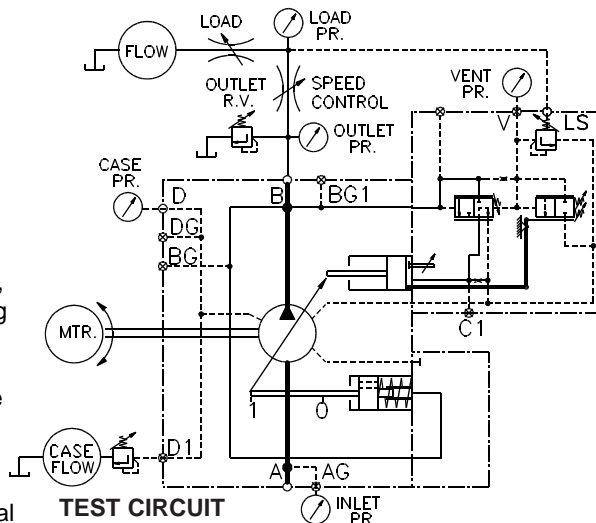 LOAD
LOAD PR.
FLOW
OUTLET R.V.
SPEED CONTROL
VENT PR.
V
LS
OUTLET PR.
CASE PR.
D
B
BG1
DG
BG
MTR.
C1
1
0
CASE FLOW
D1
A
AG
INLET PR.
TEST CIRCUIT
,
g
e
al